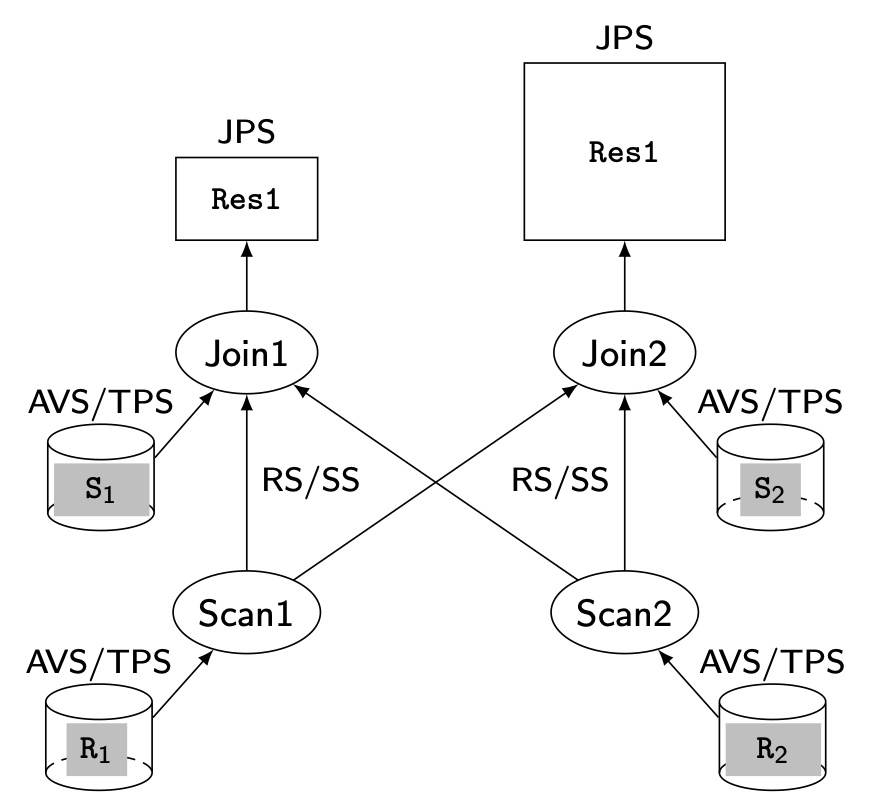 JPS
Res1
JPS
Res1
Join1
Join2
AVS/TPS
AVS/TPS
S₁
RS/SS
RS/SS
S₂
Scan1
Scan2
AVS/TPS
AVS/TPS
R₁
R₂